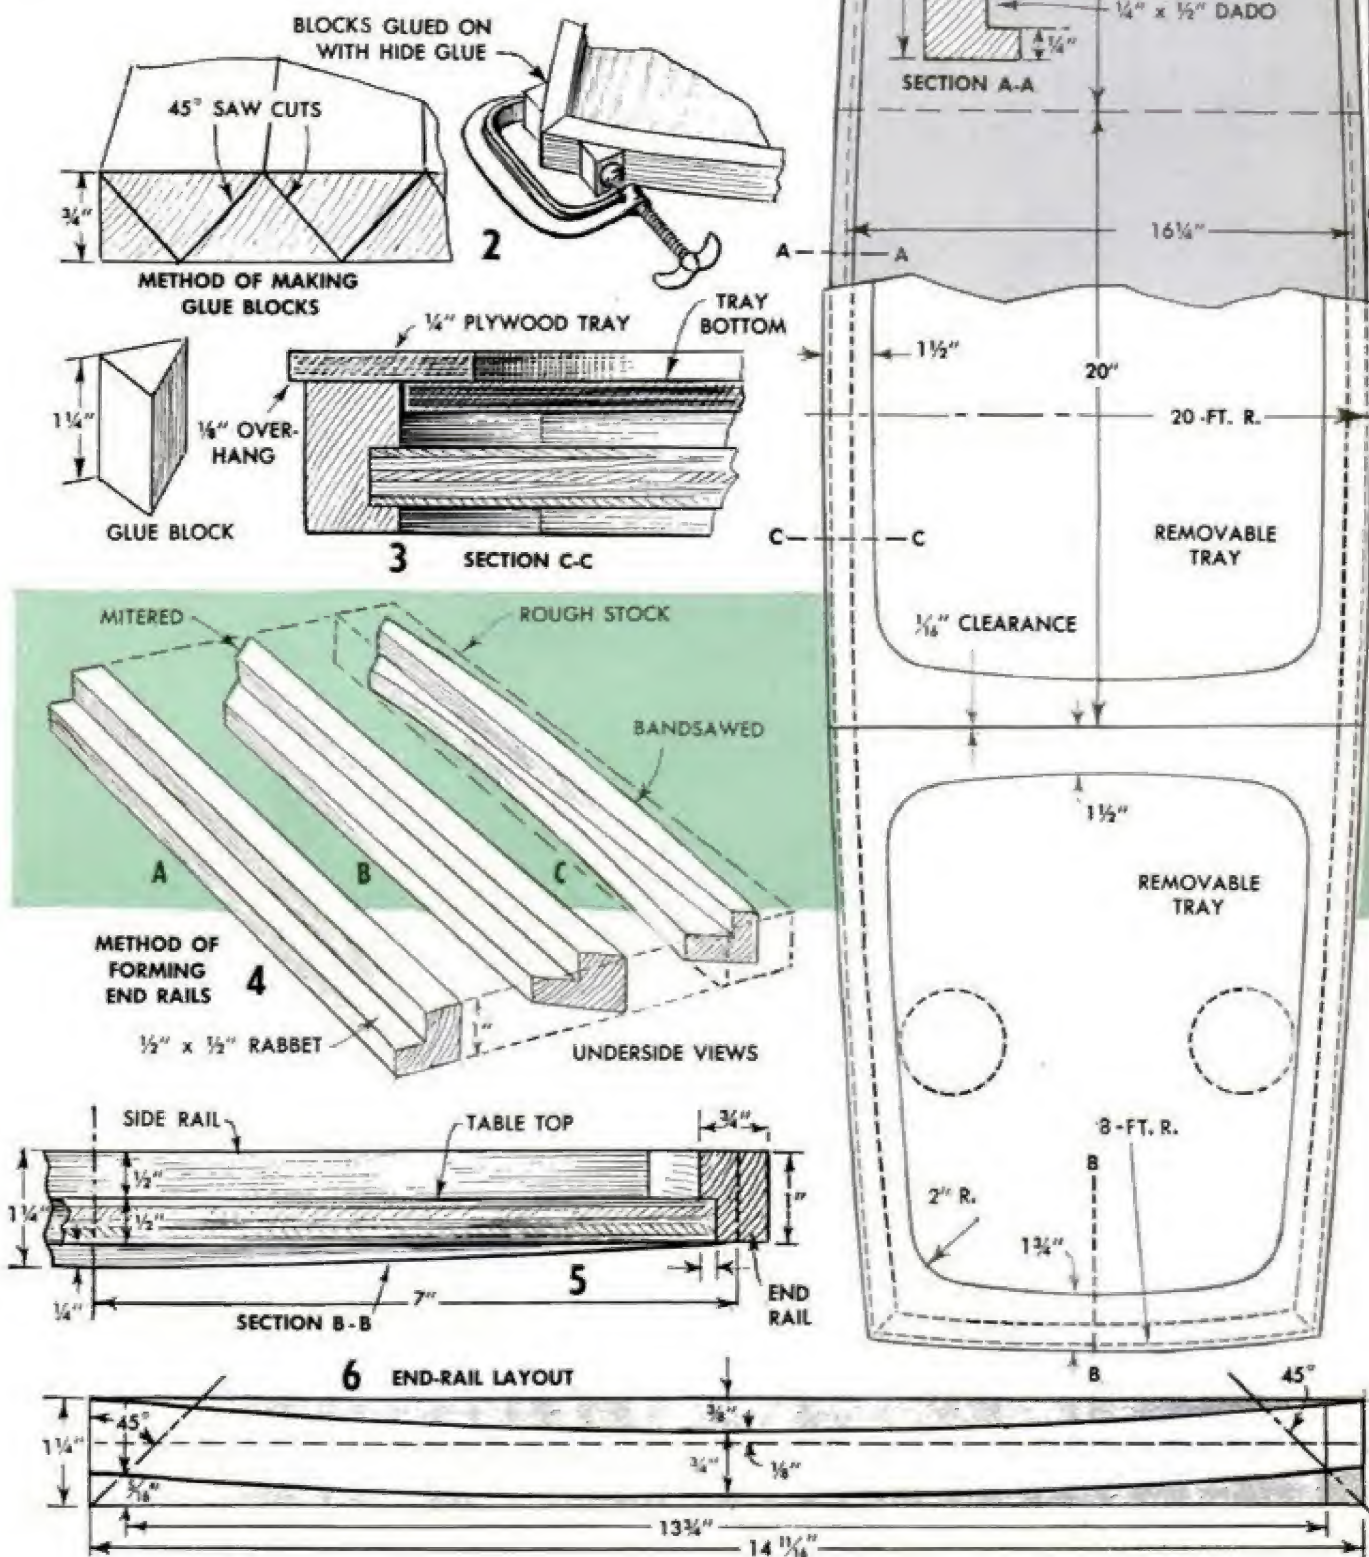 BLOCKS GLUED ON
WITH HIDE GLUE
45° SAW CUTS
¾"
METHOD OF MAKING
GLUE BLOCKS
2
¼" x ½" DADO
¼"
SECTION A-A
16¼"
A
A
1¼"
GLUE BLOCK
¼" PLYWOOD TRAY
TRAY
BOTTOM
⅛" OVER-
HANG
3
SECTION C-C
1½"
20"
20-FT. R.
C
C
REMOVABLE
TRAY
1/16" CLEARANCE
MITERED
ROUGH STOCK
BANDSAWED
A
B
C
METHOD OF
FORMING
END RAILS
4
½" x ½" RABBET
1"
UNDERSIDE VIEWS
1½"
REMOVABLE
TRAY
8-FT. R.
B
2" R.
1¾"
B
SIDE RAIL
TABLE TOP
¾"
½"
1¼"
½"
1"
¼"
7"
5
END
RAIL
SECTION B-B
6
END-RAIL LAYOUT
45°
45°
1¼"
⅜"
¾"
⅛"
5/16"
13¾"
14 11/16"